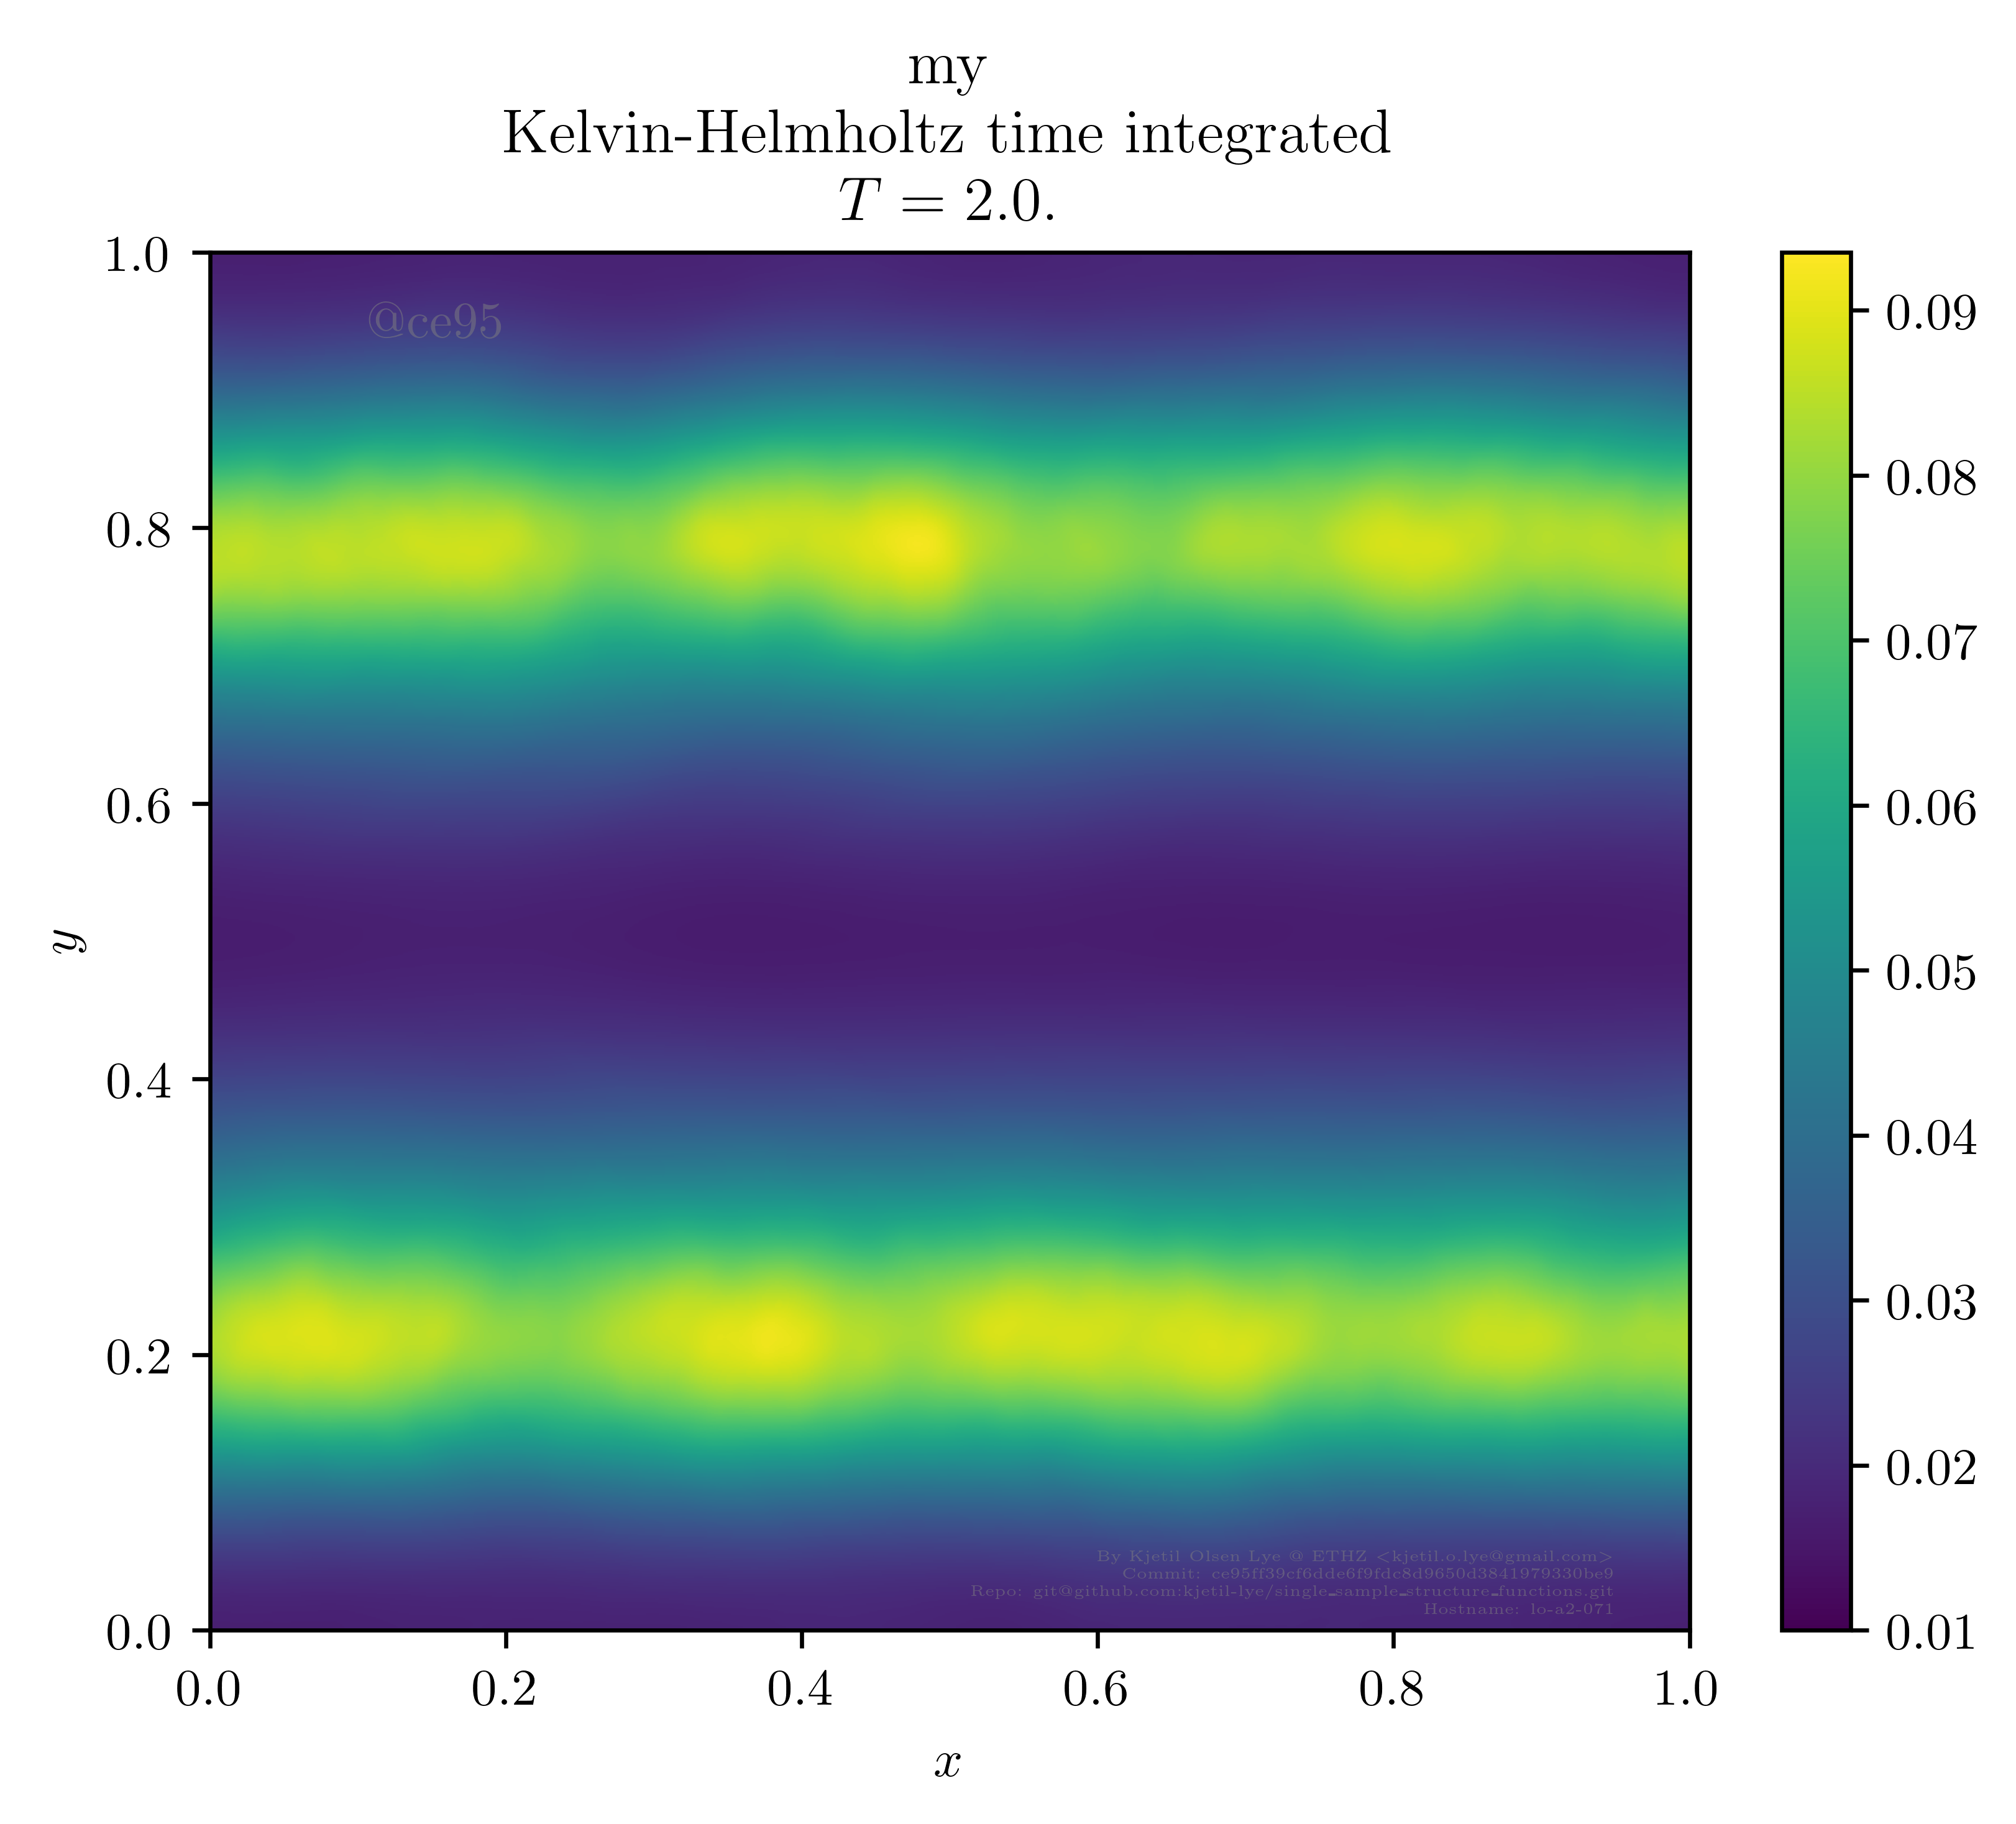 my
Kelvin-Helmholtz time integrated
T = 2.0.
1.0
@ce95
0.8
0.6
y
0.4
0.2
0.0
0.09
0.08
0.07
0.06
0.05
0.04
0.03
0.02
0.01
By Kjetil Olsen Lye @ ETHZ <kjetil.o.lye@gmail.com>
Commit: ce95ff39cf6dde6f9fdc8d9650d3841979330be9
Repo: git@github.com:kjetil-lye/single_sample_structure_functions.git
Hostname: lo-a2-071
0.0 0.2 0.4 0.6 0.8 1.0
x